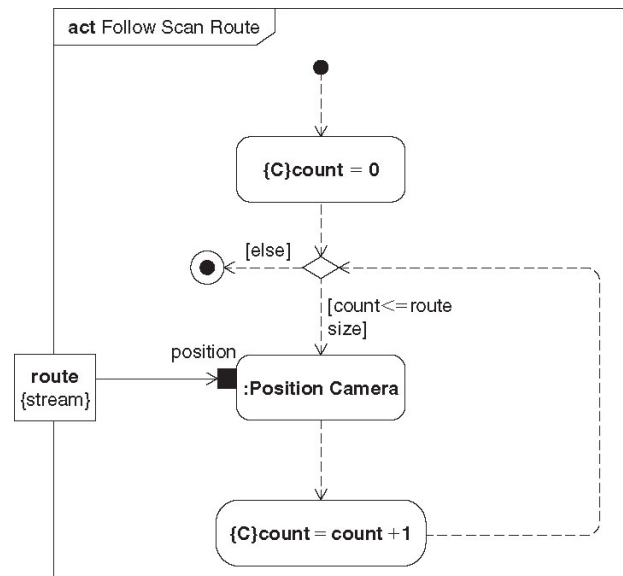 act Follow Scan Route
{C}count = 0
[else]
[count<=route
size]
position
route
{stream}
:Position Camera
{C}count = count +1